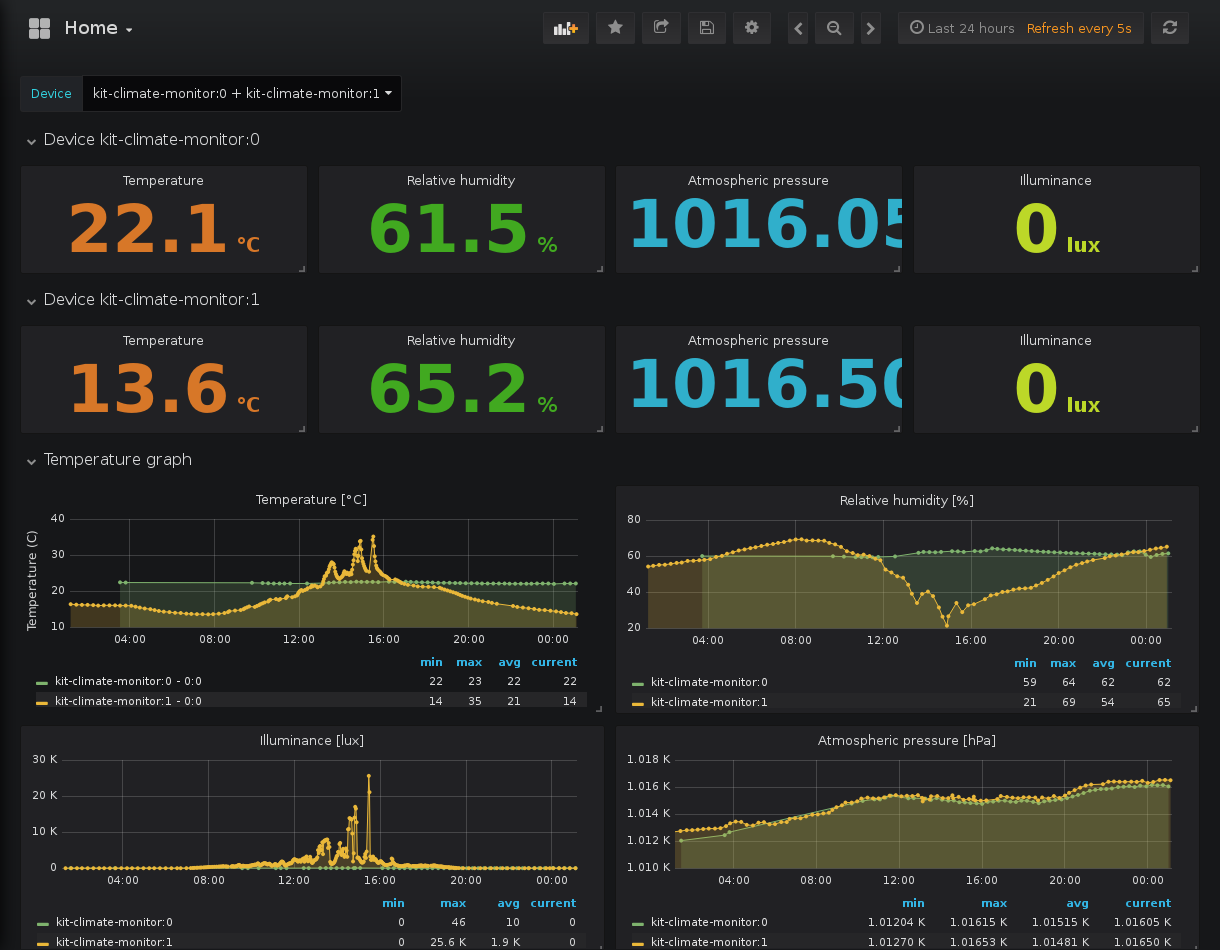 Home
Last 24 hours Refresh every 5s
Device kit-climate-monitor:0 + kit-climate-monitor:1
Device kit-climate-monitor:0
Temperature Relative humidity Atmospheric pressure Illuminance
22.1 °C 61.5 % 1016.05 0 lux
Device kit-climate-monitor:1
Temperature Relative humidity Atmospheric pressure Illuminance
13.6 °C 65.2 % 1016.50 0 lux
Temperature graph
Temperature [°C]
Temperature (C)
40
30
20
10
04:00 08:00 12:00 16:00 20:00 00:00
min max avg current
kit-climate-monitor:0 - 0:0 22 23 22 22
kit-climate-monitor:1 - 0:0 14 35 21 14
Relative humidity [%]
80
60
40
20
04:00 08:00 12:00 16:00 20:00 00:00
min max avg current
kit-climate-monitor:0 59 64 62 62
kit-climate-monitor:1 21 69 54 65
Illuminance [lux]
30 K
20 K
10 K
0
04:00 08:00 12:00 16:00 20:00 00:00
min max avg current
kit-climate-monitor:0 0 46 10 0
kit-climate-monitor:1 0 25.6 K 1.9 K 0
Atmospheric pressure [hPa]
1.018 K
1.016 K
1.014 K
1.012 K
1.010 K
04:00 08:00 12:00 16:00 20:00 00:00
min max avg current
kit-climate-monitor:0 1.01204 K 1.01615 K 1.01515 K 1.01605 K
kit-climate-monitor:1 1.01270 K 1.01653 K 1.01481 K 1.01650 K